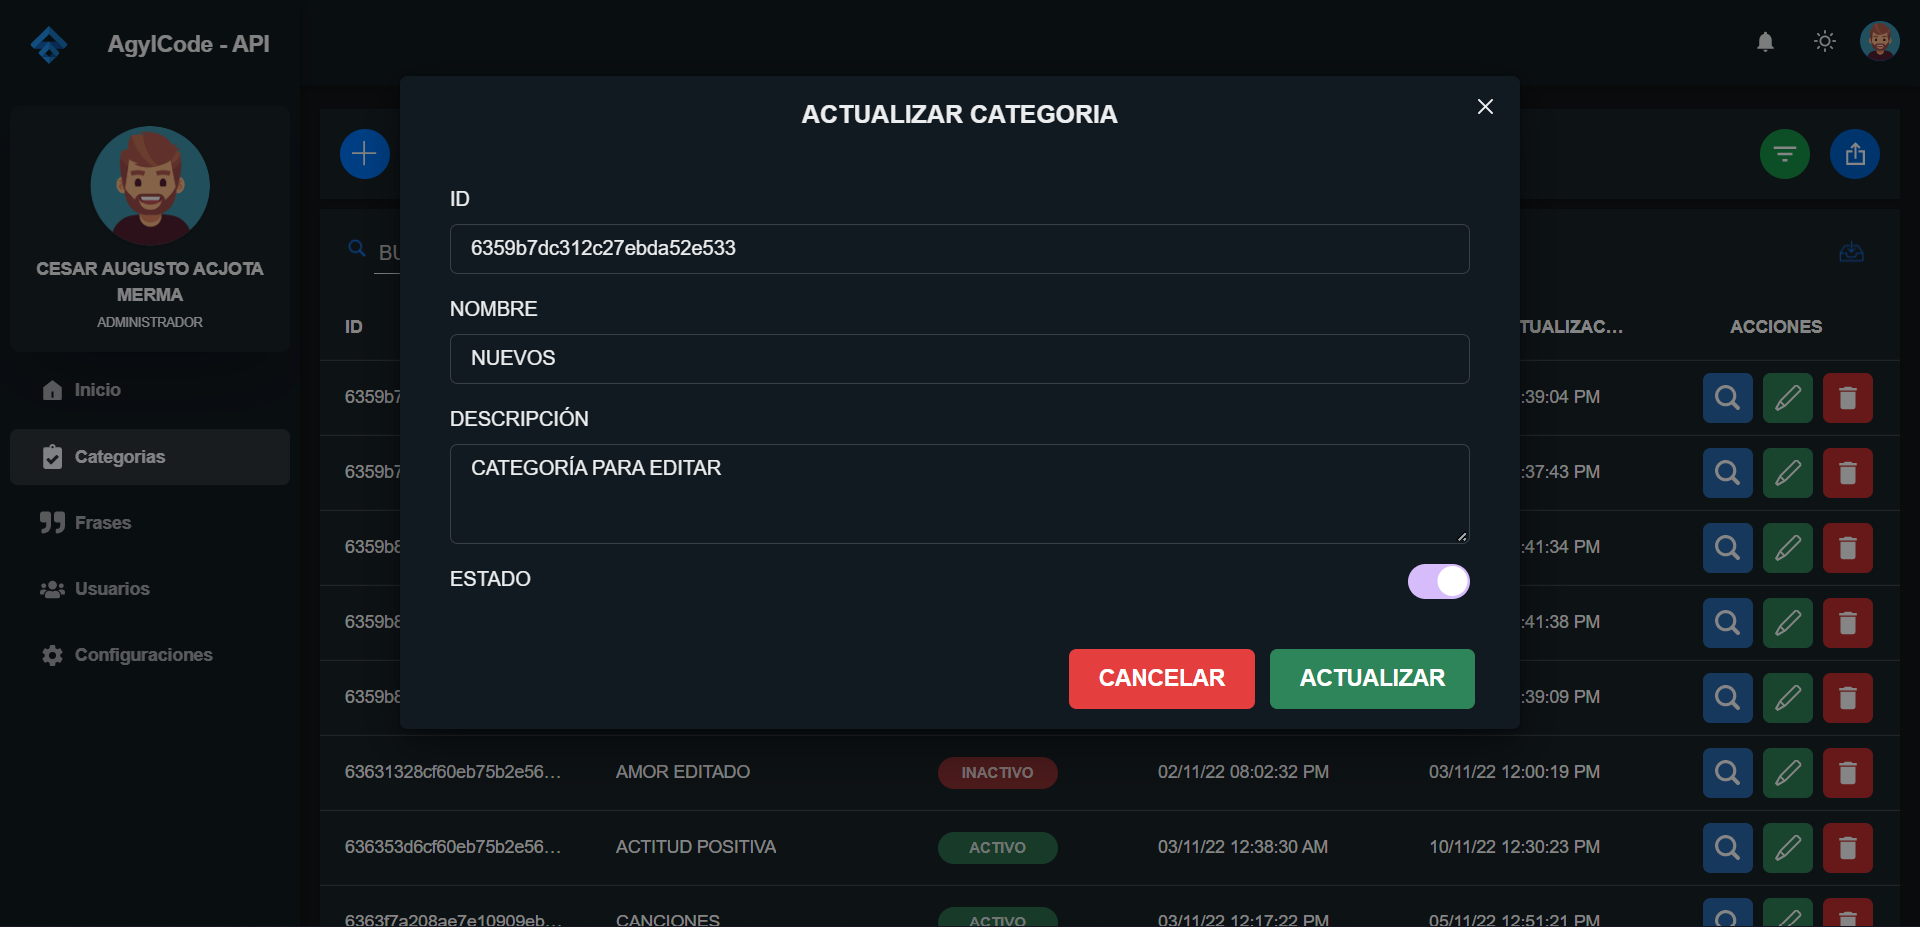 AgylCode - API
CESAR AUGUSTO ACJOTA
MERMA
ADMINISTRADOR
Inicio
Categorias
Frases
Usuarios
Configuraciones
ACTUALIZAR CATEGORIA
ID
6359b7dc312c27ebda52e533
NOMBRE
NUEVOS
DESCRIPCIÓN
CATEGORÍA PARA EDITAR
ESTADO
CANCELAR ACTUALIZAR
BU
ID TUALIZAC... ACCIONES
6359b7 :39:04 PM
6359b7 :37:43 PM
6359b8 :41:34 PM
6359b8 :41:38 PM
6359b8 :39:09 PM
63631328cf60eb75b2e56... AMOR EDITADO INACTIVO 02/11/22 08:02:32 PM 03/11/22 12:00:19 PM
636353d6cf60eb75b2e56... ACTITUD POSITIVA ACTIVO 03/11/22 12:38:30 AM 10/11/22 12:30:23 PM
6363f7a208ae7e10909eb... CANCIONES ACTIVO 03/11/22 12:17:22 PM 05/11/22 12:51:21 PM